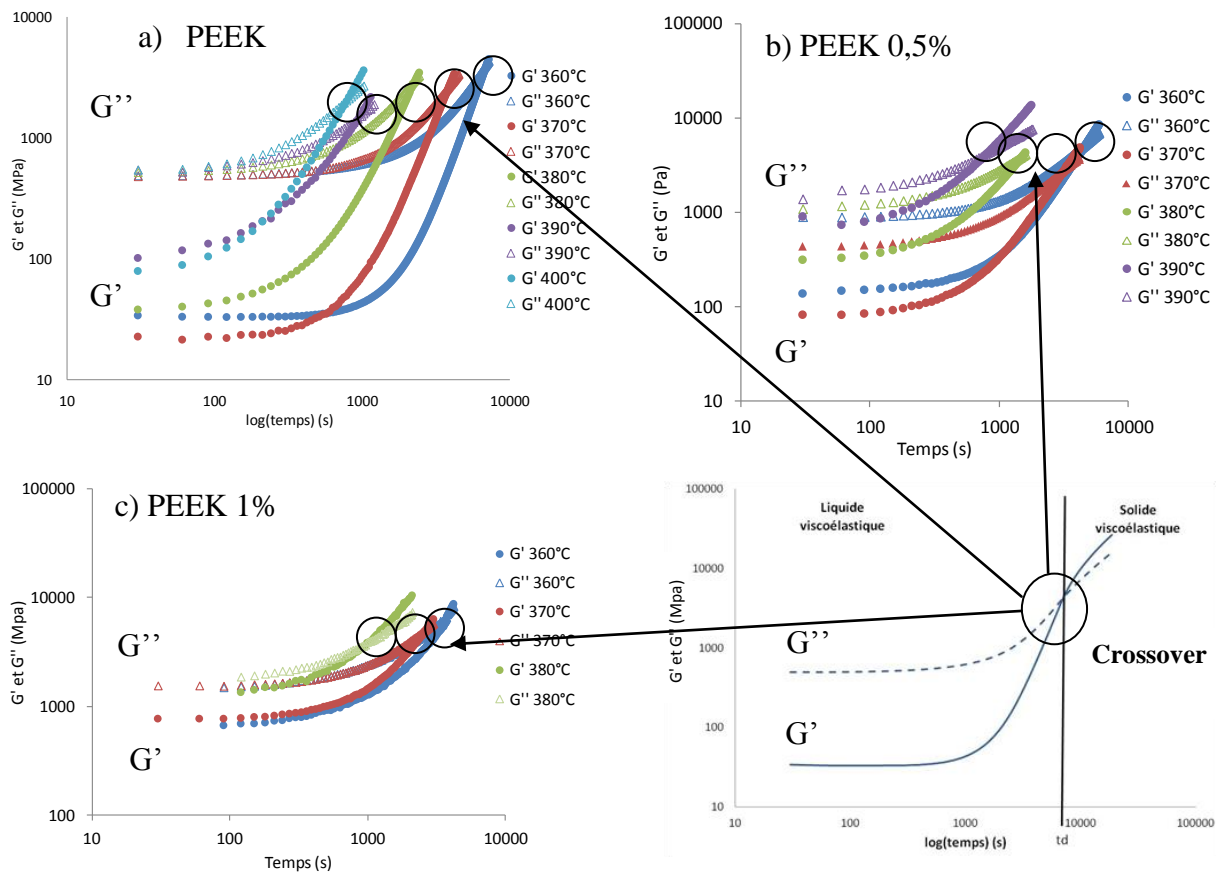 a) PEEK
10000
1000
100
10
G' et G'' (MPa)
G''
G'
10 100 1000 10000
log(temps) (s)
G' 360°C
G'' 360°C
G' 370°C
G'' 370°C
G' 380°C
G'' 380°C
G' 390°C
G'' 390°C
G' 400°C
G'' 400°C
b) PEEK 0,5%
100000
10000
1000
100
10
G' et G'' (Pa)
G''
G'
10 100 1000 10000
Temps (s)
G' 360°C
G'' 360°C
G' 370°C
G'' 370°C
G' 380°C
G'' 380°C
G' 390°C
G'' 390°C
c) PEEK 1%
100000
10000
1000
100
G' et G'' (Mpa)
G''
G'
10 100 1000 10000
Temps (s)
G' 360°C
G'' 360°C
G' 370°C
G'' 370°C
G' 380°C
G'' 380°C
100000
10000
1000
100
10
G' et G'' (Mpa)
Liquide
viscoélastique
Solide
viscoélastique
G''
Crossover
G'
10 100 1000 10000 100000
log(temps) (s)
td